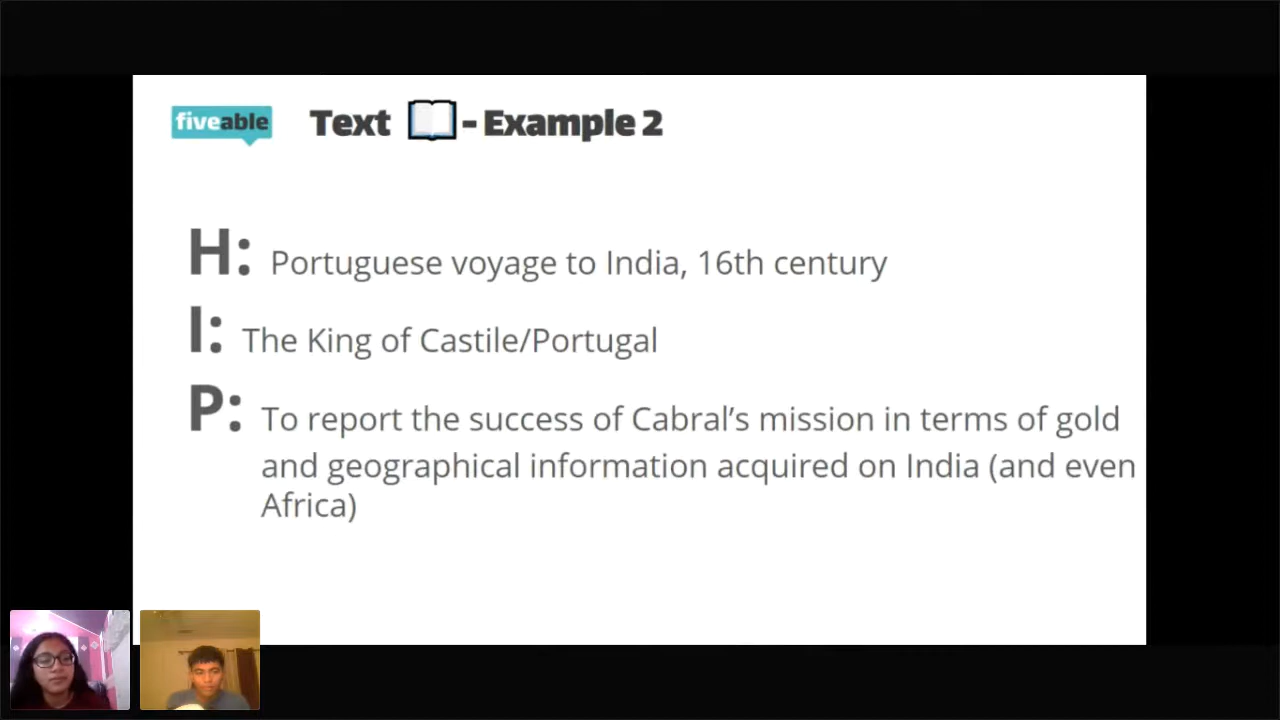 fiveable
Text 📖 - Example 2
H: Portuguese voyage to India, 16th century
I: The King of Castile/Portugal
P: To report the success of Cabral's mission in terms of gold
and geographical information acquired on India (and even
Africa)